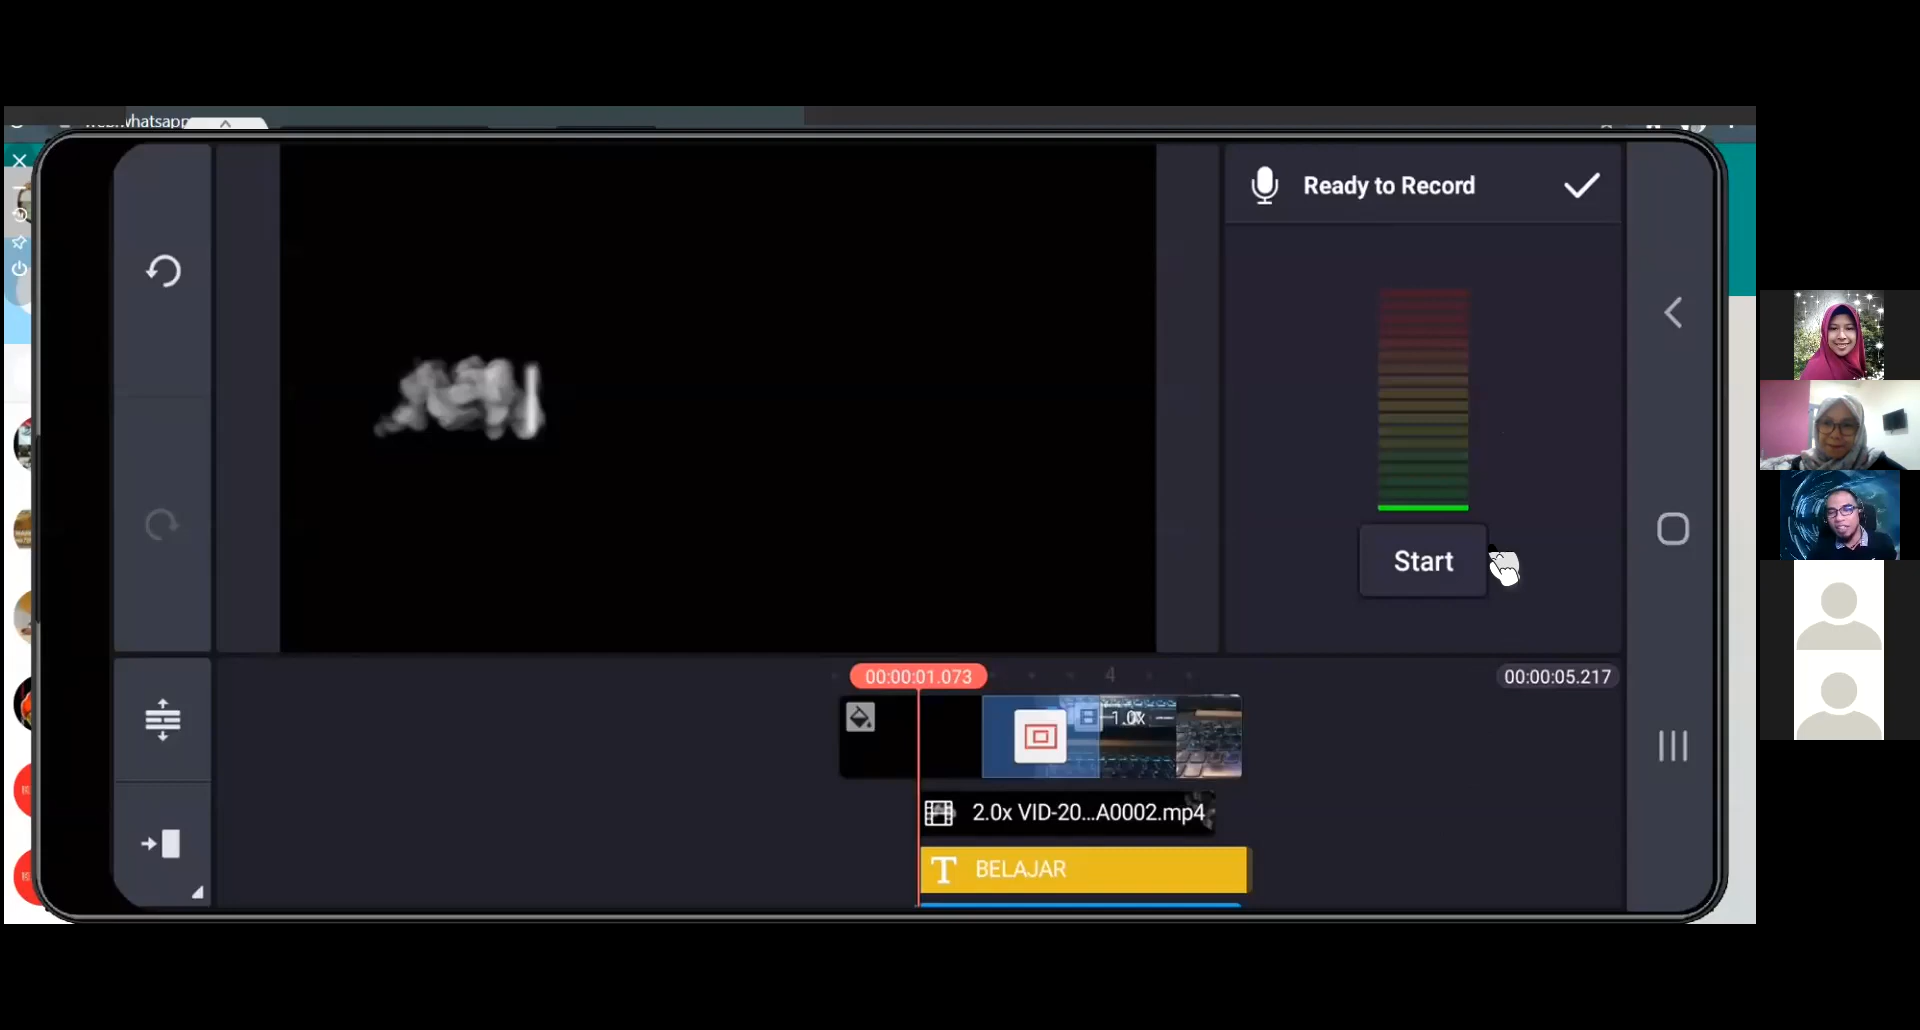 whatsapp
Ready to Record
Start
00:00:01.073
4
00:00:05.217
1.0x
2.0x VID-20...A0002.mp4
T BELAJAR